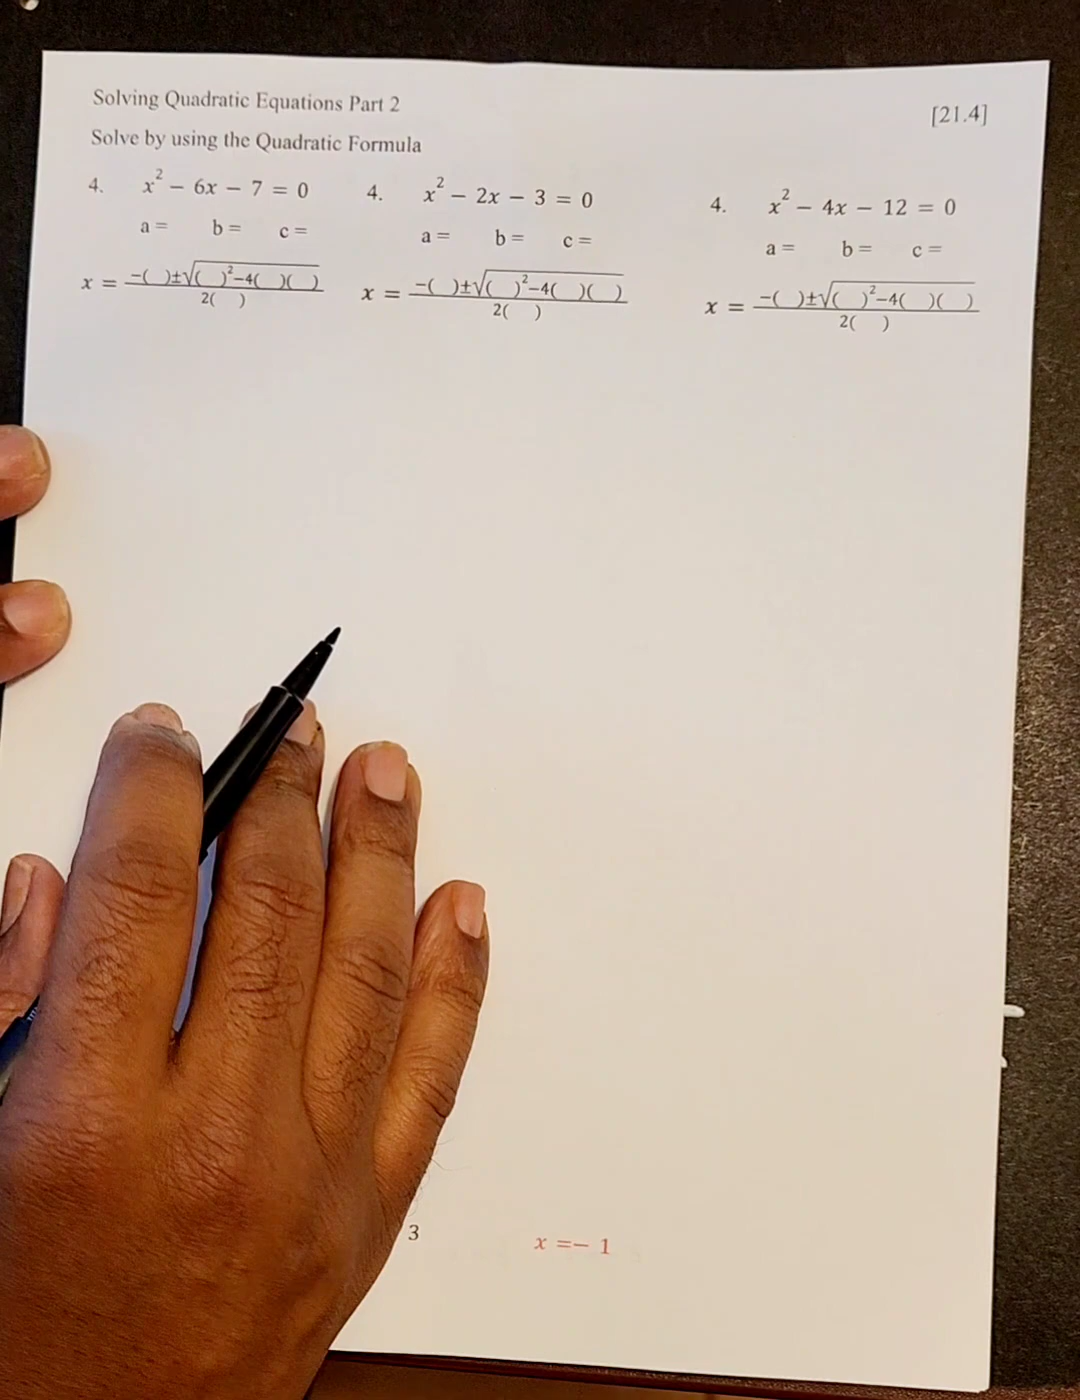 Solving Quadratic Equations Part 2
[21.4]
Solve by using the Quadratic Formula
4. x² − 6x − 7 = 0
a = b = c =
x = −( )±√( )²−4( )( ) / 2( )
4. x² − 2x − 3 = 0
a = b = c =
x = −( )±√( )²−4( )( ) / 2( )
4. x² − 4x − 12 = 0
a = b = c =
x = −( )±√( )²−4( )( ) / 2( )
3
x =− 1